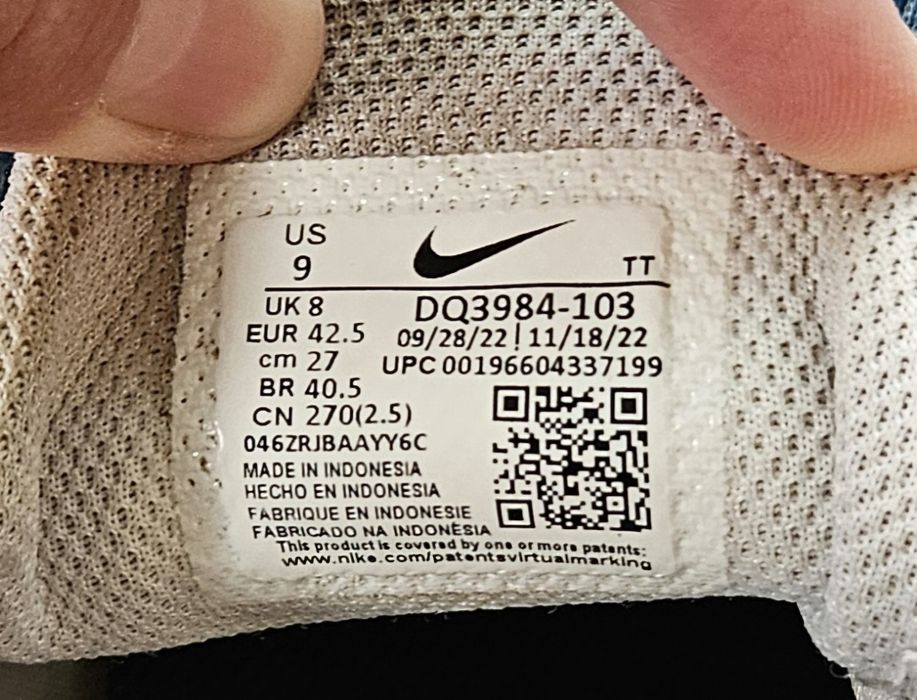 US
9
TT
UK 8
DQ3984-103
EUR 42.5
09/28/22 | 11/18/22
cm 27
UPC 00196604337199
BR 40.5
CN 270(2.5)
046ZRJBAAYY6C
MADE IN INDONESIA
HECHO EN INDONESIA
FABRIQUE EN INDONESIE
FABRICADO NA INDONÈSIA
This product is covered by one or more patents:
www.nike.com/patentsvirtualmarking